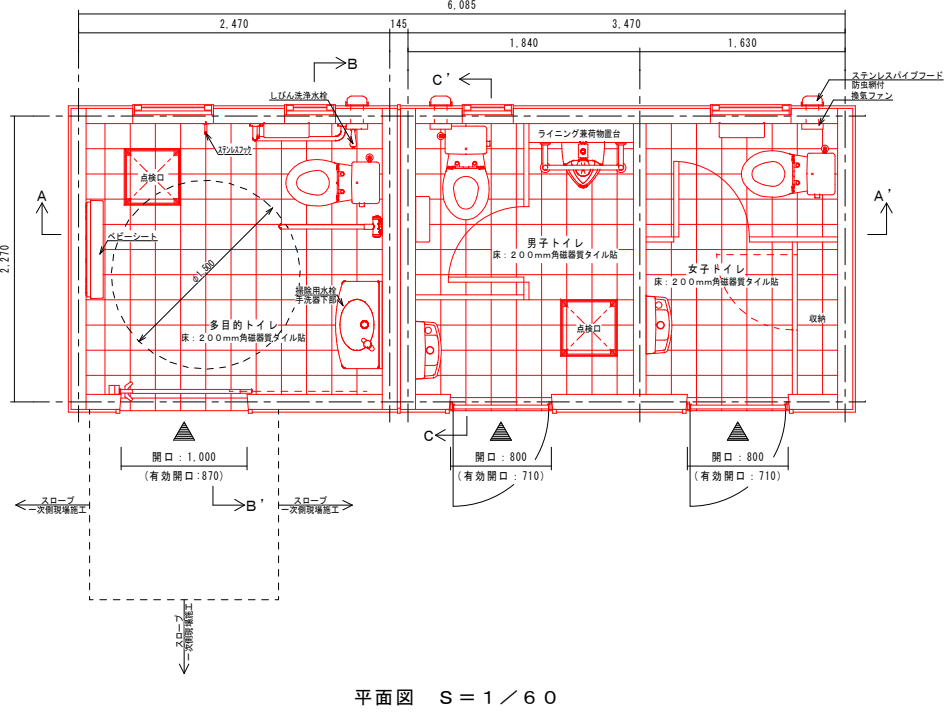 6,085
2,470
145
3,470
1,840
1,630
B
C'
ステンレスパイプフード
防虫網付
換気ファン
しびん洗浄水栓
ステンレスフック
ライニング兼荷物置台
点検口
A
A'
2,270
ベビーシート
φ1,500
男子トイレ
床：200mm角磁器質タイル貼
女子トイレ
床：200mm角磁器質タイル貼
掃除用水栓
手洗器下部
多目的トイレ
床：200mm角磁器質タイル貼
収納
点検口
C
開口：1,000
(有効開口:870)
開口：800
(有効開口：710)
開口：800
(有効開口：710)
スロープ
一次側現場施工
スロープ
一次側現場施工
B'
スロープ
一次側現場施工
平面図　S＝1／60